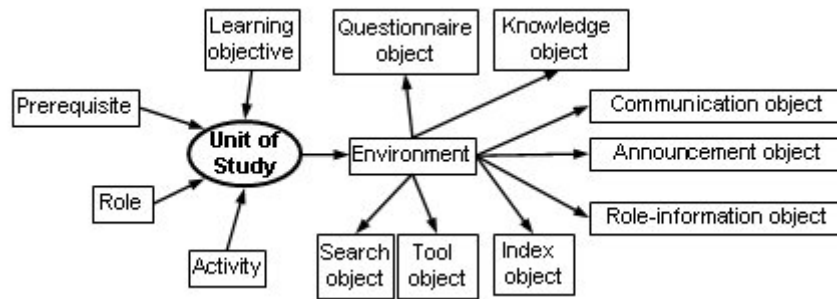 Learning
objective
Questionnaire
object
Knowledge
object
Prerequisite
Communication object
Unit of
Study
Environment
Announcement object
Role
Role-information object
Activity
Search
object
Tool
object
Index
object